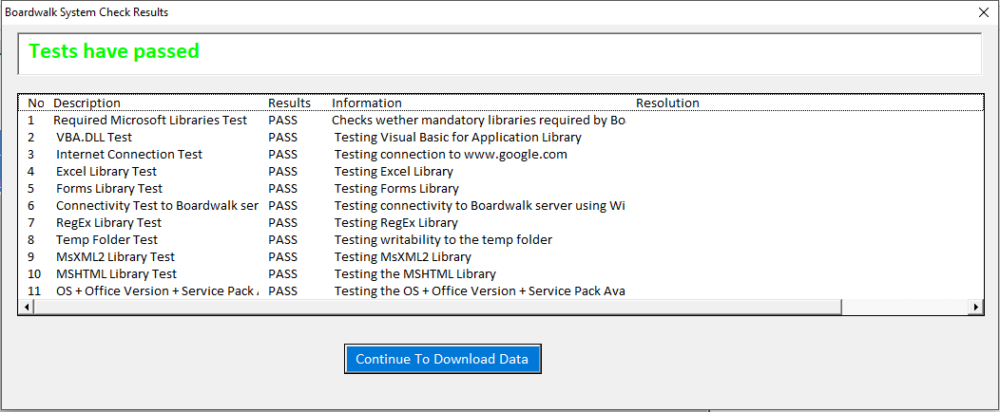 Boardwalk System Check Results
Tests have passed
No Description Results Information Resolution
1 Required Microsoft Libraries Test PASS Checks wether mandatory libraries required by Boa
2 VBA.DLL Test PASS Testing Visual Basic for Application Library
3 Internet Connection Test PASS Testing connection to www.google.com
4 Excel Library Test PASS Testing Excel Library
5 Forms Library Test PASS Testing Forms Library
6 Connectivity Test to Boardwalk ser PASS Testing connectivity to Boardwalk server using Wi
7 RegEx Library Test PASS Testing RegEx Library
8 Temp Folder Test PASS Testing writability to the temp folder
9 MsXML2 Library Test PASS Testing MsXML2 Library
10 MSHTML Library Test PASS Testing the MSHTML Library
11 OS + Office Version + Service Pack A PASS Testing the OS + Office Version + Service Pack Ava
Continue To Download Data